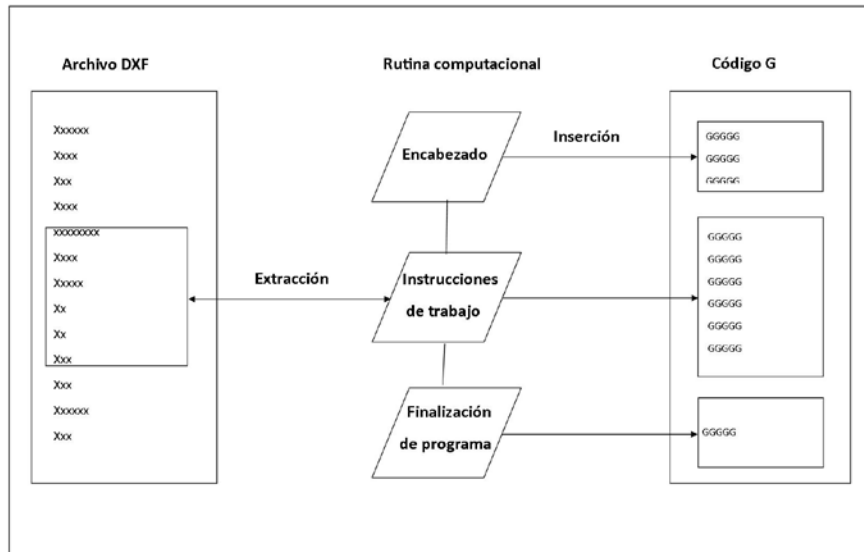 Archivo DXF
Rutina computacional
Código G
Xxxxxx
Xxxx
Xxx
Xxxx
xxxxxxxx
Xxxx
Xxxxx
Xx
Xx
Xxx
Xxx
Xxxxxx
Xxx
Extracción
Encabezado
Instrucciones
de trabajo
Finalización
de programa
Inserción
GGGGG
GGGGG
GGGGG
GGGGG
GGGGG
GGGGG
GGGGG
GGGGG
GGGGG
GGGGG